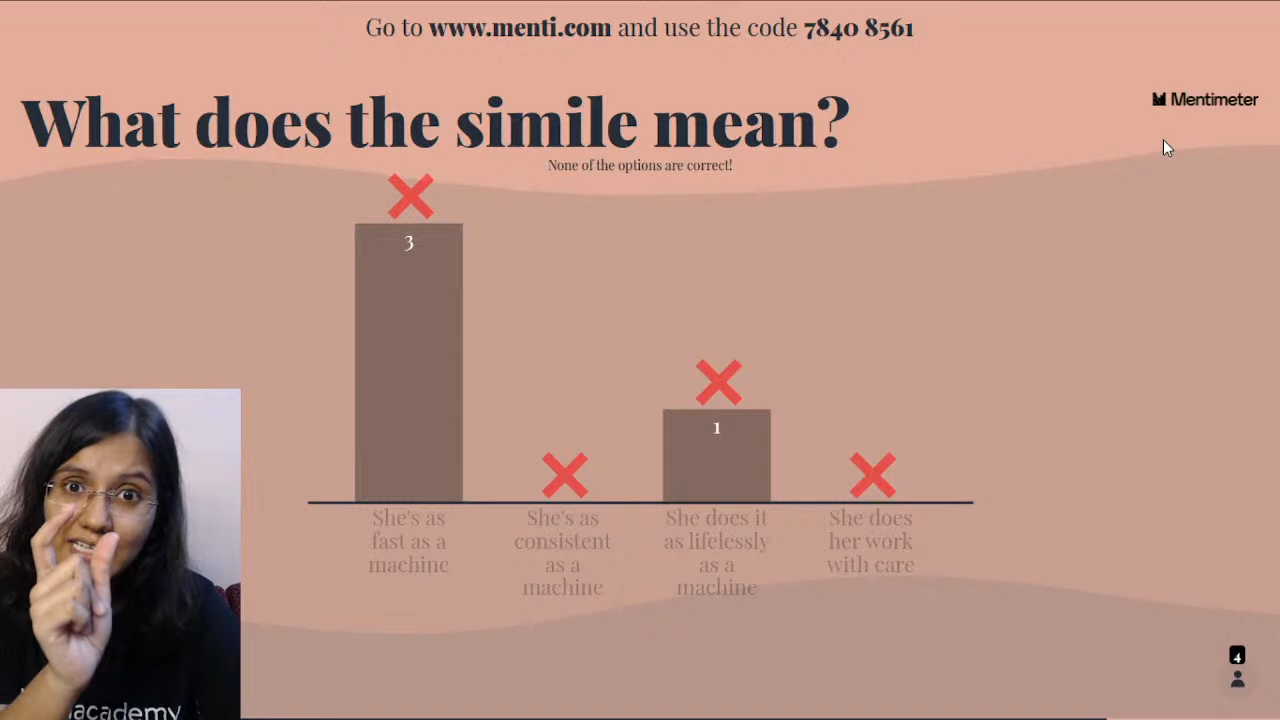 Go to www.menti.com and use the code 7840 8561
Mentimeter
What does the simile mean?
None of the options are correct!
3
1
She's as
fast as a
machine
She's as
consistent
as a
machine
She does it
as lifelessly
as a
machine
She does
her work
with care
4
academy